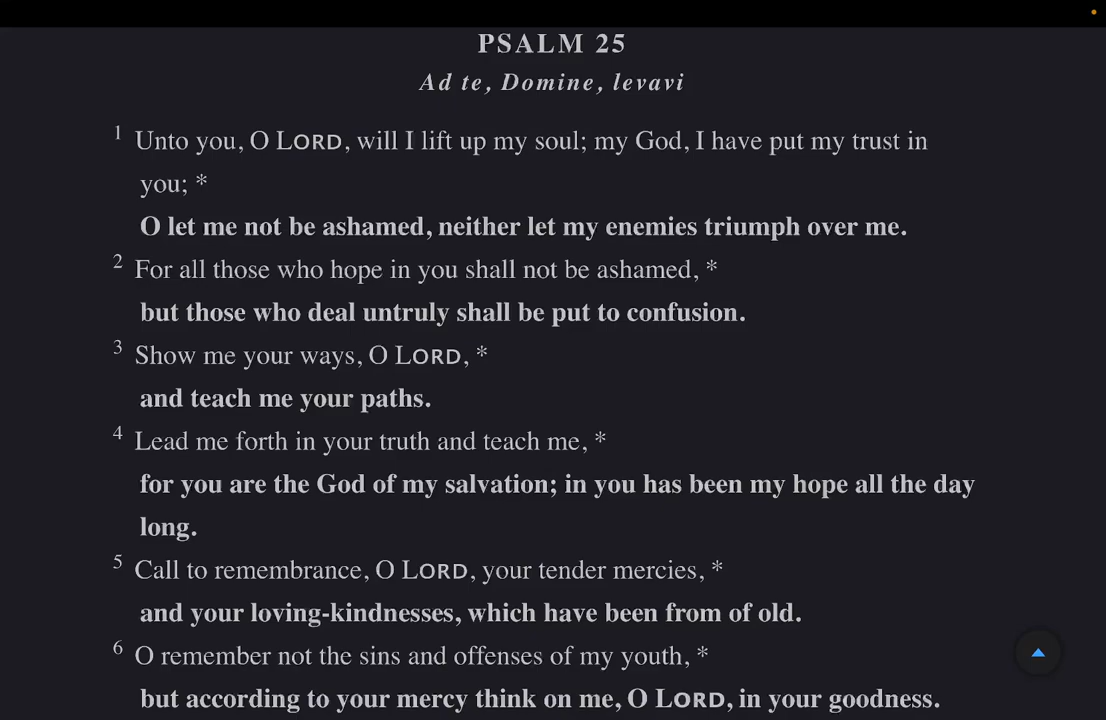 PSALM 25
Ad te, Domine, levavi
1 Unto you, O LORD, will I lift up my soul; my God, I have put my trust in
you; *
O let me not be ashamed, neither let my enemies triumph over me.
2 For all those who hope in you shall not be ashamed, *
but those who deal untruly shall be put to confusion.
3 Show me your ways, O LORD, *
and teach me your paths.
4 Lead me forth in your truth and teach me, *
for you are the God of my salvation; in you has been my hope all the day
long.
5 Call to remembrance, O LORD, your tender mercies, *
and your loving-kindnesses, which have been from of old.
6 O remember not the sins and offenses of my youth, *
but according to your mercy think on me, O LORD, in your goodness.